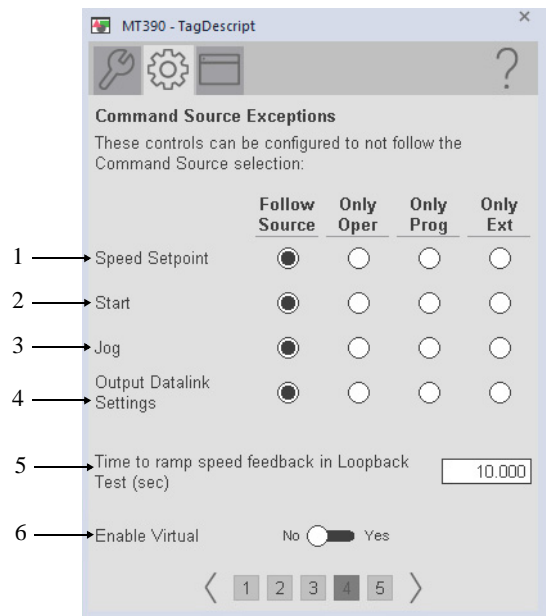 MT390 - TagDescript
×
?
Command Source Exceptions
These controls can be configured to not follow the
Command Source selection:
Follow Source Only Oper Only Prog Only Ext
1 Speed Setpoint
2 Start
3 Jog
4 Output Datalink
Settings
5 Time to ramp speed feedback in Loopback
Test (sec) 10.000
6 Enable Virtual No Yes
1 2 3 4 5